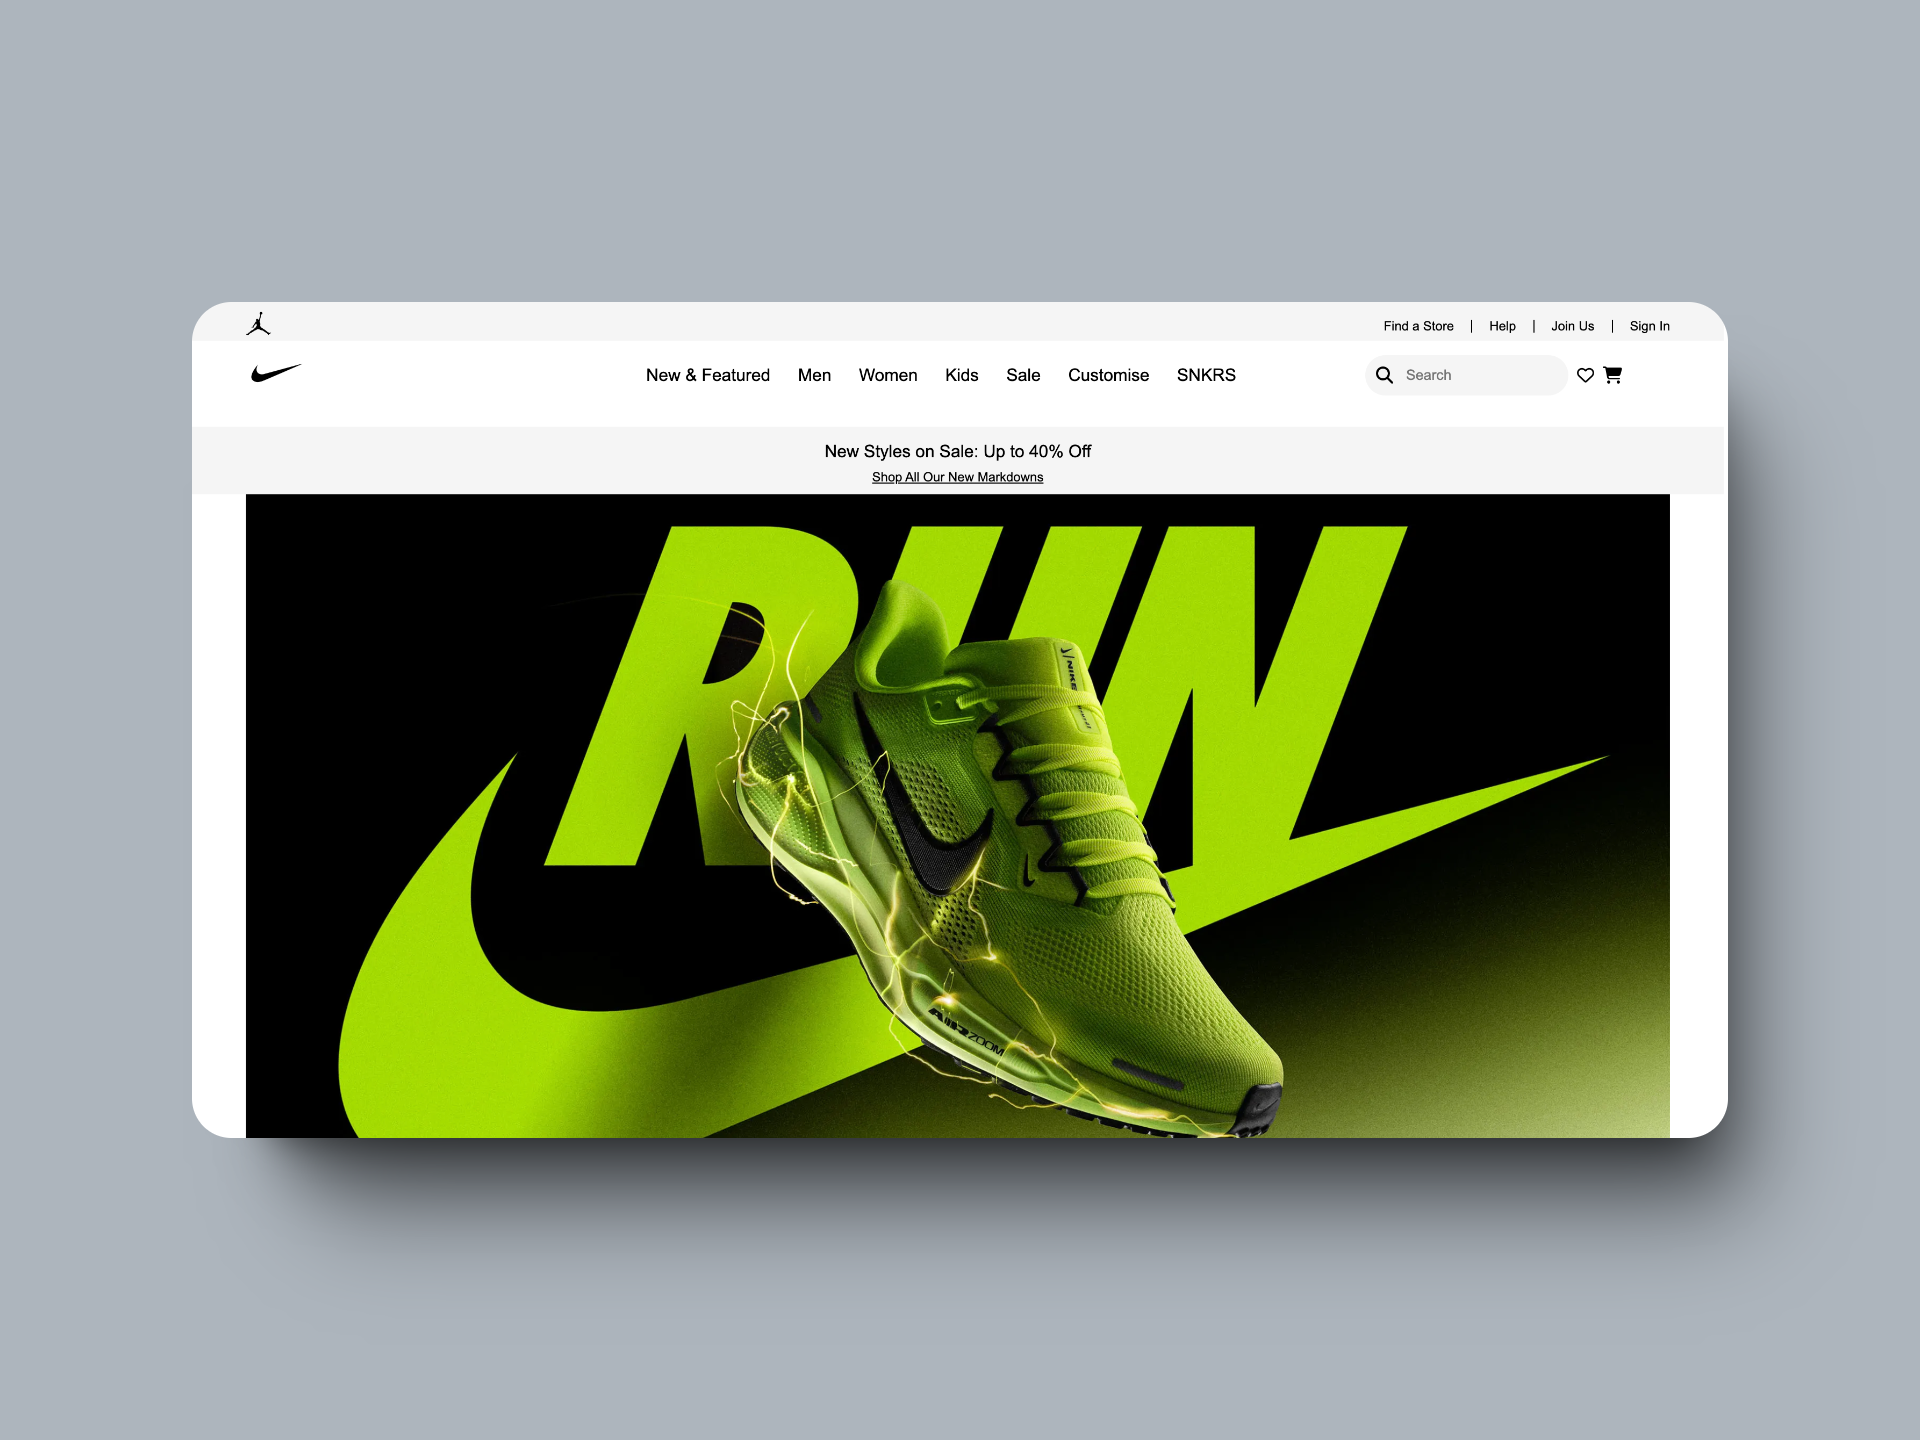 Find a Store | Help | Join Us | Sign In
New & Featured Men Women Kids Sale Customise SNKRS
Search
New Styles on Sale: Up to 40% Off
Shop All Our New Markdowns
RUN
NIKE
AIR ZOOM